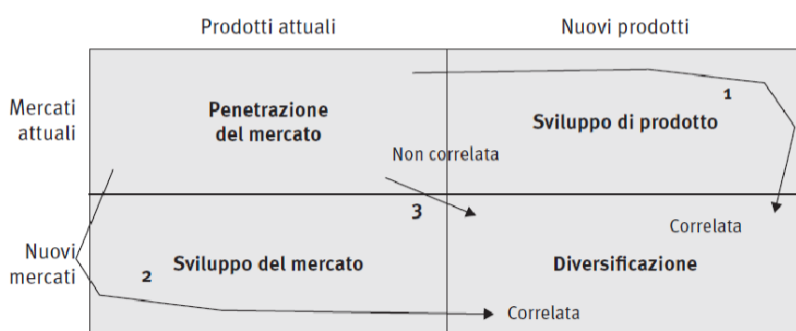 Prodotti attuali
Nuovi prodotti
Mercati
attuali
Penetrazione
del mercato
1
Sviluppo di prodotto
Non correlata
3
Correlata
Nuovi
mercati
2
Sviluppo del mercato
Diversificazione
Correlata